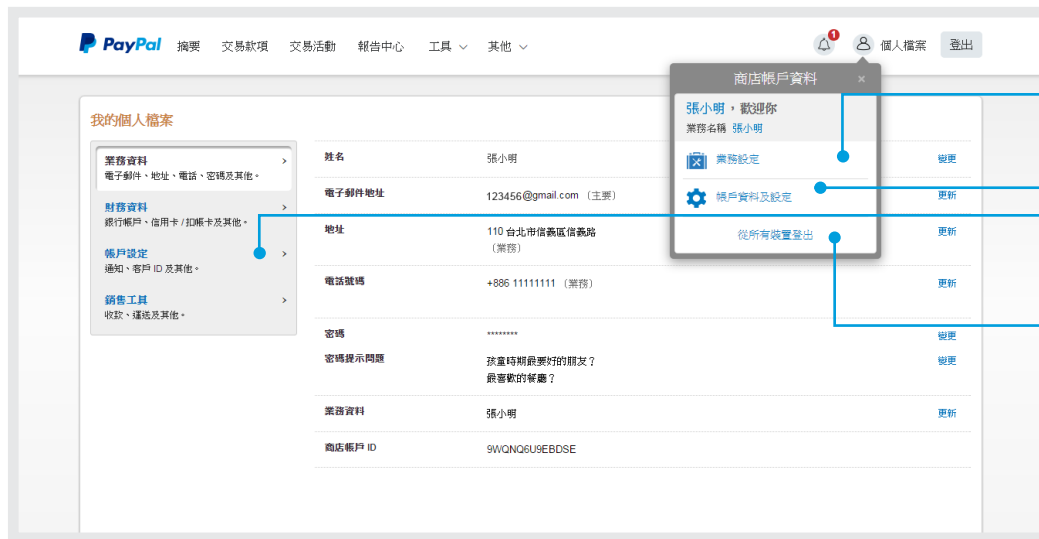 PayPal 摘要 交易款項 交易活動 報告中心 工具 其他 1 個人檔案 登出
商店帳戶資料 ×
張小明，歡迎你
業務名稱 張小明
業務設定
帳戶資料及設定
從所有裝置登出
我的個人檔案
業務資料
電子郵件、地址、電話、密碼及其他。
財務資料
銀行帳戶、信用卡 / 扣帳卡及其他。
帳戶設定
通知、客戶 ID 及其他。
銷售工具
收款、運送及其他。
姓名 張小明 變更
電子郵件地址 123456@gmail.com （主要） 更新
地址 110 台北市信義區信義路 更新
（業務）
電話號碼 +886 11111111 （業務） 更新
密碼 ******** 變更
密碼提示問題 孩童時期最要好的朋友？ 變更
最喜歡的餐廳？
業務資料 張小明 更新
商店帳戶 ID 9WQNQ6U9EBDSE